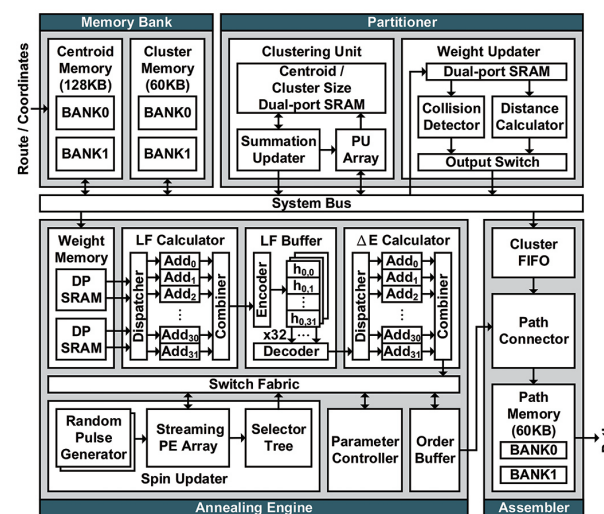 Memory Bank
Partitioner
Route / Coordinates
Centroid
Memory
(128KB)
BANK0
BANK1
Cluster
Memory
(60KB)
BANK0
BANK1
Clustering Unit
Centroid /
Cluster Size
Dual-port SRAM
Summation
Updater
PU
Array
Weight Updater
Dual-port SRAM
Collision
Detector
Distance
Calculator
Output Switch
System Bus
Weight
Memory
DP
SRAM
DP
SRAM
LF Calculator
Dispatcher
Add0
Add1
Add2
⋮
Add30
Add31
Combiner
LF Buffer
Encoder
h0,0
h0,1
⋮
h0,31
x32
...
Decoder
ΔE Calculator
Dispatcher
Add0
Add1
Add2
⋮
Add30
Add31
Combiner
Switch Fabric
Random
Pulse
Generator
Streaming
PE Array
Selector
Tree
Spin Updater
Parameter
Controller
Order
Buffer
Annealing Engine
Cluster
FIFO
Path
Connector
Path
Memory
(60KB)
BANK0
BANK1
Assembler